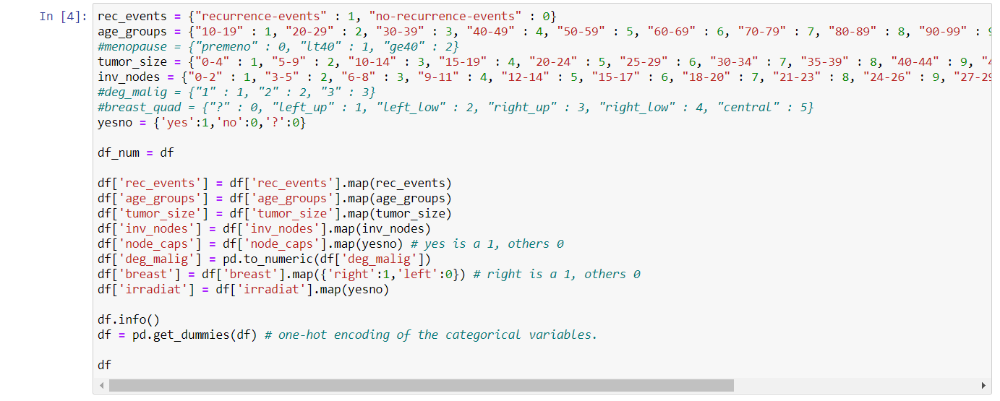 In [4]: rec_events = {"recurrence-events" : 1, "no-recurrence-events" : 0}
age_groups = {"10-19" : 1, "20-29" : 2, "30-39" : 3, "40-49" : 4, "50-59" : 5, "60-69" : 6, "70-79" : 7, "80-89" : 8, "90-99" :
#menopause = {"premeno" : 0, "lt40" : 1, "ge40" : 2}
tumor_size = {"0-4" : 1, "5-9" : 2, "10-14" : 3, "15-19" : 4, "20-24" : 5, "25-29" : 6, "30-34" : 7, "35-39" : 8, "40-44" : 9,
inv_nodes = {"0-2" : 1, "3-5" : 2, "6-8" : 3, "9-11" : 4, "12-14" : 5, "15-17" : 6, "18-20" : 7, "21-23" : 8, "24-26" : 9, "27-29
#deg_malig = {"1" : 1, "2" : 2, "3" : 3}
#breast_quad = {"?" : 0, "left_up" : 1, "left_low" : 2, "right_up" : 3, "right_low" : 4, "central" : 5}
yesno = {'yes':1,'no':0,'?':0}
df_num = df
df['rec_events'] = df['rec_events'].map(rec_events)
df['age_groups'] = df['age_groups'].map(age_groups)
df['tumor_size'] = df['tumor_size'].map(tumor_size)
df['inv_nodes'] = df['inv_nodes'].map(inv_nodes)
df['node_caps'] = df['node_caps'].map(yesno) # yes is a 1, others 0
df['deg_malig'] = pd.to_numeric(df['deg_malig'])
df['breast'] = df['breast'].map({'right':1,'left':0}) # right is a 1, others 0
df['irradiat'] = df['irradiat'].map(yesno)
df.info()
df = pd.get_dummies(df) # one-hot encoding of the categorical variables.
df